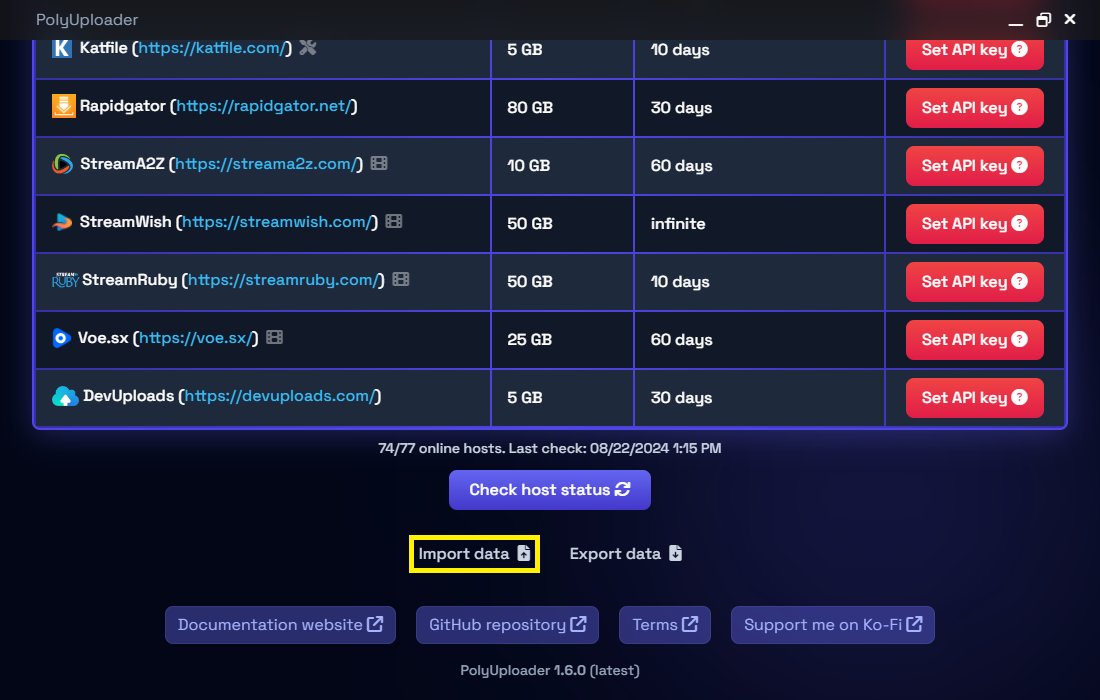 PolyUploader
Katfile (https://katfile.com/) 5 GB 10 days Set API key ?
Rapidgator (https://rapidgator.net/) 80 GB 30 days Set API key ?
StreamA2Z (https://streama2z.com/) 10 GB 60 days Set API key ?
StreamWish (https://streamwish.com/) 50 GB infinite Set API key ?
STREAM RUBY StreamRuby (https://streamruby.com/) 50 GB 10 days Set API key ?
Voe.sx (https://voe.sx/) 25 GB 60 days Set API key ?
DevUploads (https://devuploads.com/) 5 GB 30 days Set API key ?
74/77 online hosts. Last check: 08/22/2024 1:15 PM
Check host status
Import data Export data
Documentation website GitHub repository Terms Support me on Ko-Fi
PolyUploader 1.6.0 (latest)